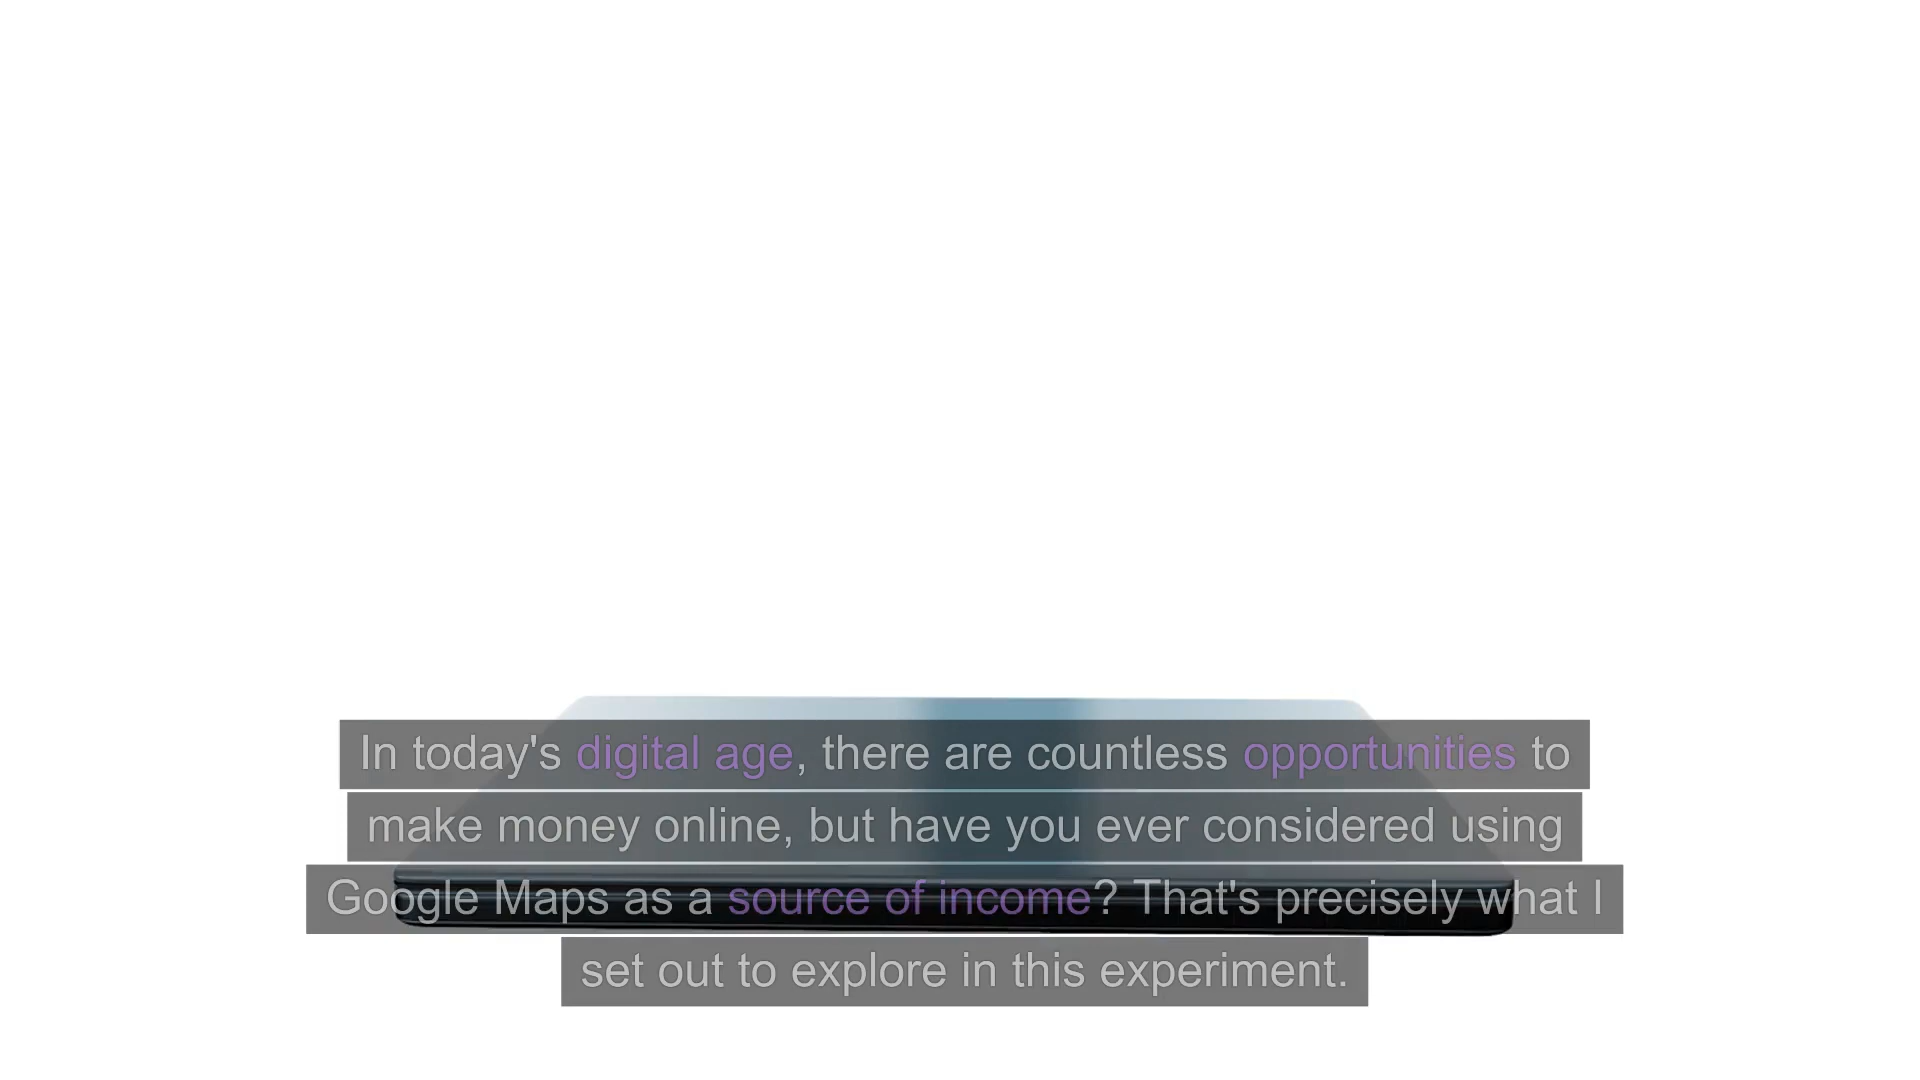 In today's digital age, there are countless opportunities to
make money online, but have you ever considered using
Google Maps as a source of income? That's precisely what I
set out to explore in this experiment.